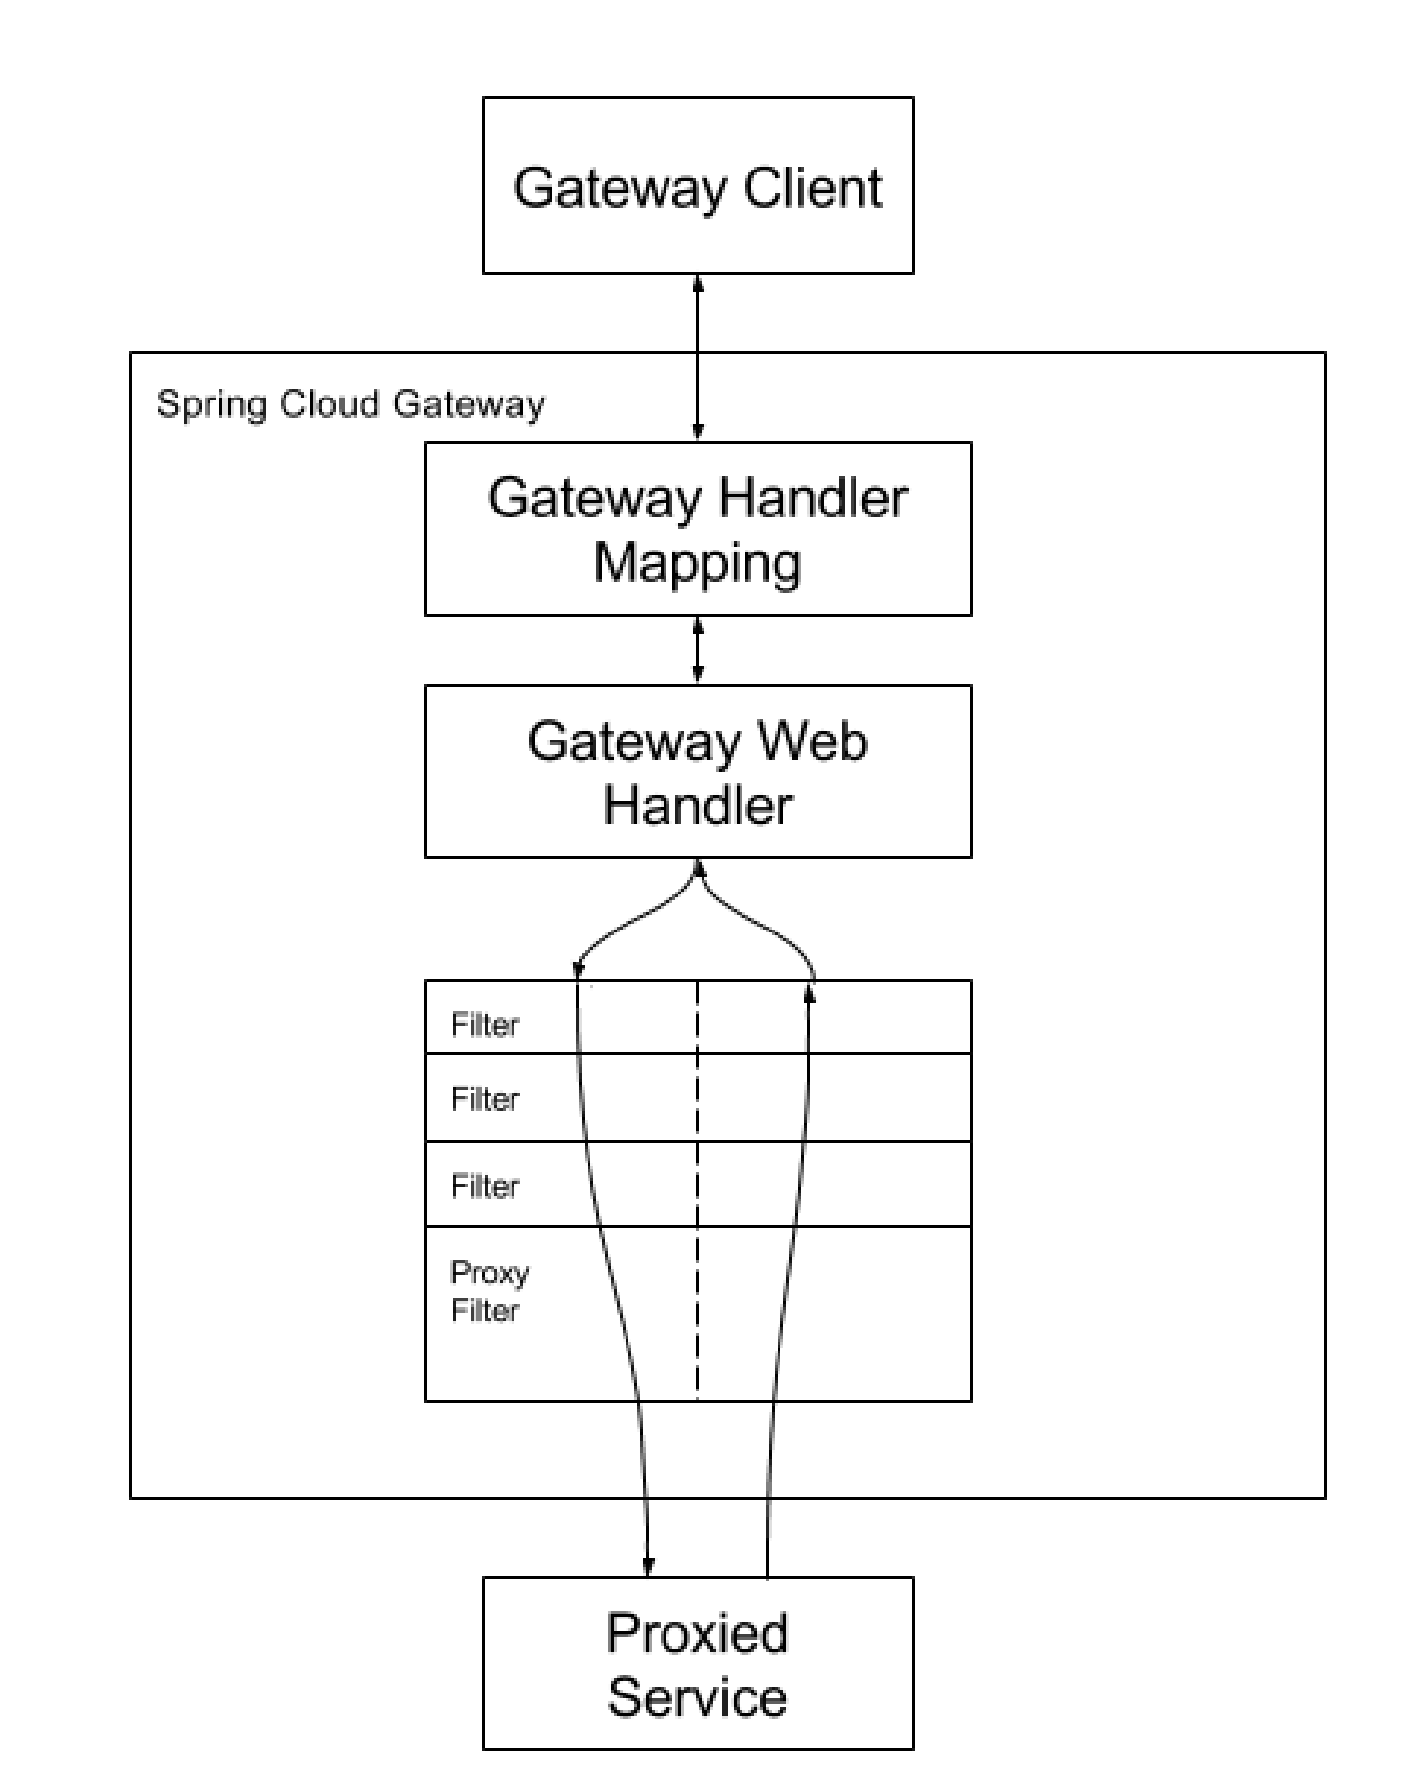 Gateway Client
Spring Cloud Gateway
Gateway Handler
Mapping
Gateway Web
Handler
Filter
Filter
Filter
Proxy
Filter
Proxied
Service